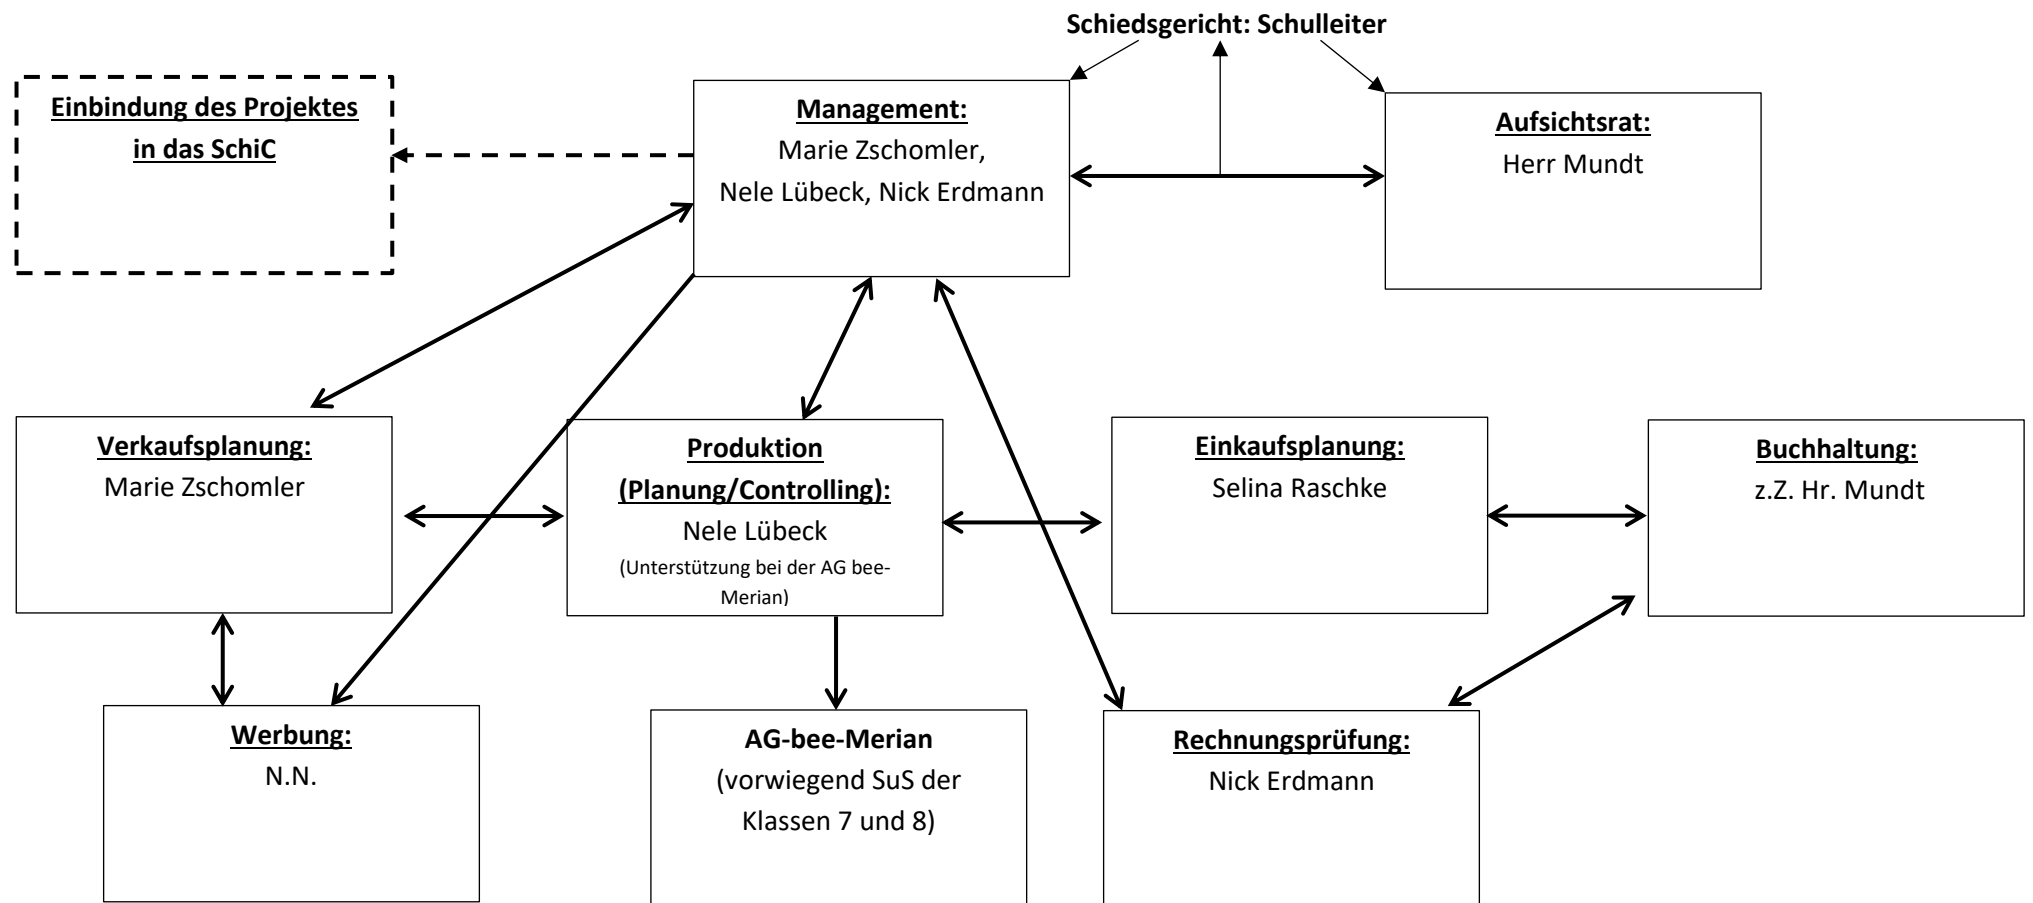 Schiedsgericht: Schulleiter
Einbindung des Projektes
in das SchiC
Management:
Marie Zschomler,
Nele Lübeck, Nick Erdmann
Aufsichtsrat:
Herr Mundt
Verkaufsplanung:
Marie Zschomler
Produktion
(Planung/Controlling):
Nele Lübeck
(Unterstützung bei der AG bee-
Merian)
Einkaufsplanung:
Selina Raschke
Buchhaltung:
z.Z. Hr. Mundt
Werbung:
N.N.
AG-bee-Merian
(vorwiegend SuS der
Klassen 7 und 8)
Rechnungsprüfung:
Nick Erdmann